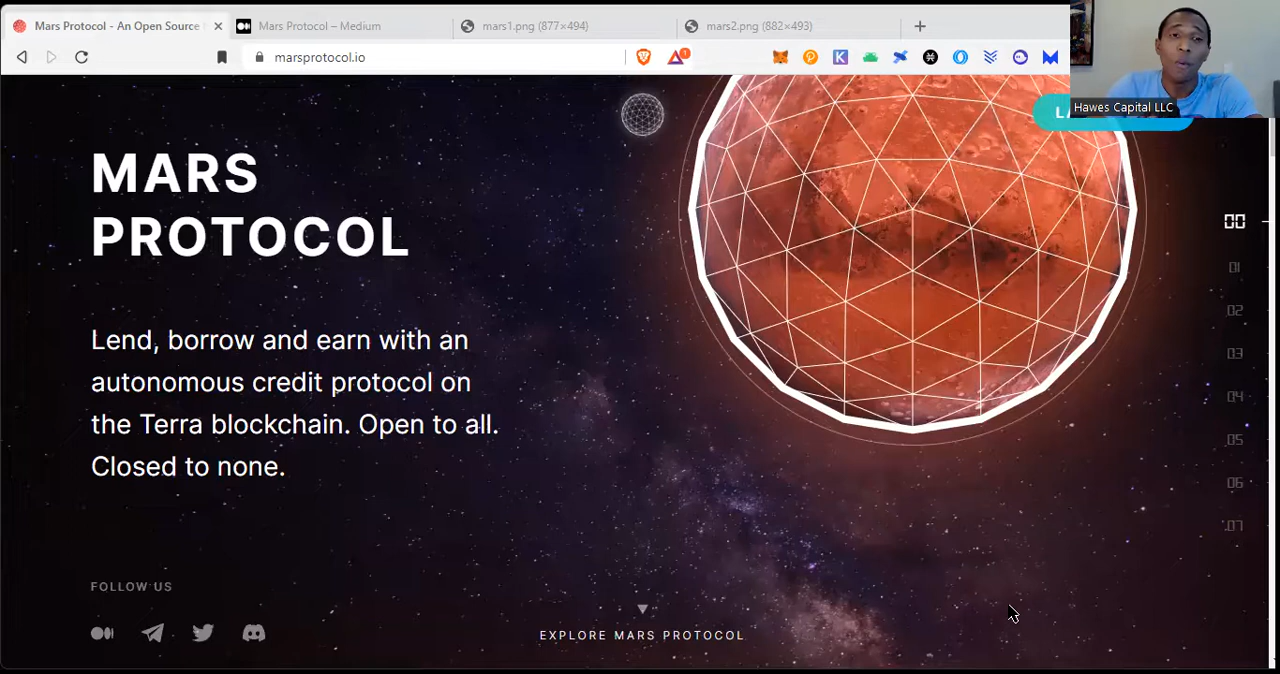 Mars Protocol - An Open Source
Mars Protocol – Medium
mars1.png (877×494)
mars2.png (882×493)
marsprotocol.io
1
Hawes Capital LLC
MARS
PROTOCOL
Lend, borrow and earn with an
autonomous credit protocol on
the Terra blockchain. Open to all.
Closed to none.
00
01
02
03
04
05
06
07
FOLLOW US
EXPLORE MARS PROTOCOL